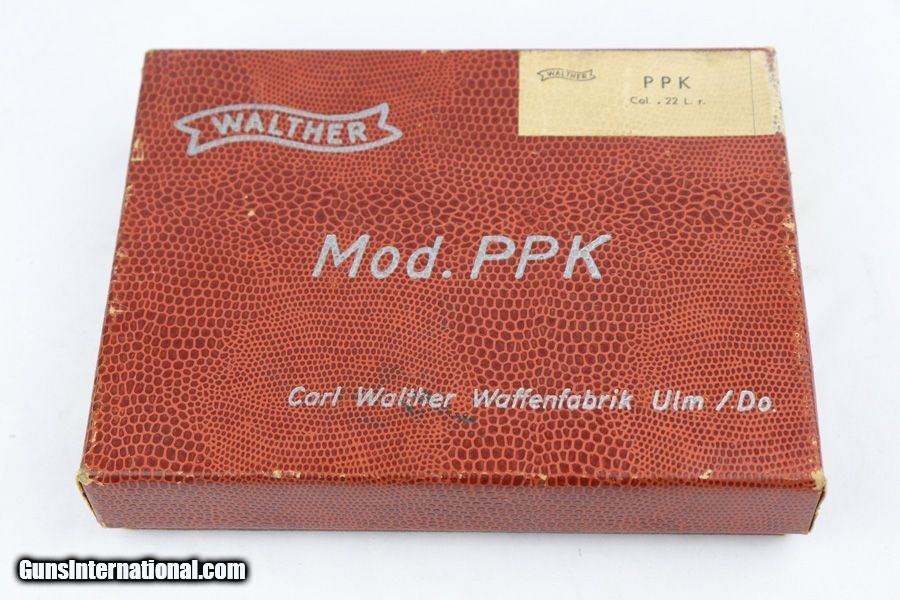 WALTHER
PPK
Cal. . 22 L. r.
WALTHER
Mod. PPK
Carl Walther Waffenfabrik Ulm /Do.
GunsInternational.com